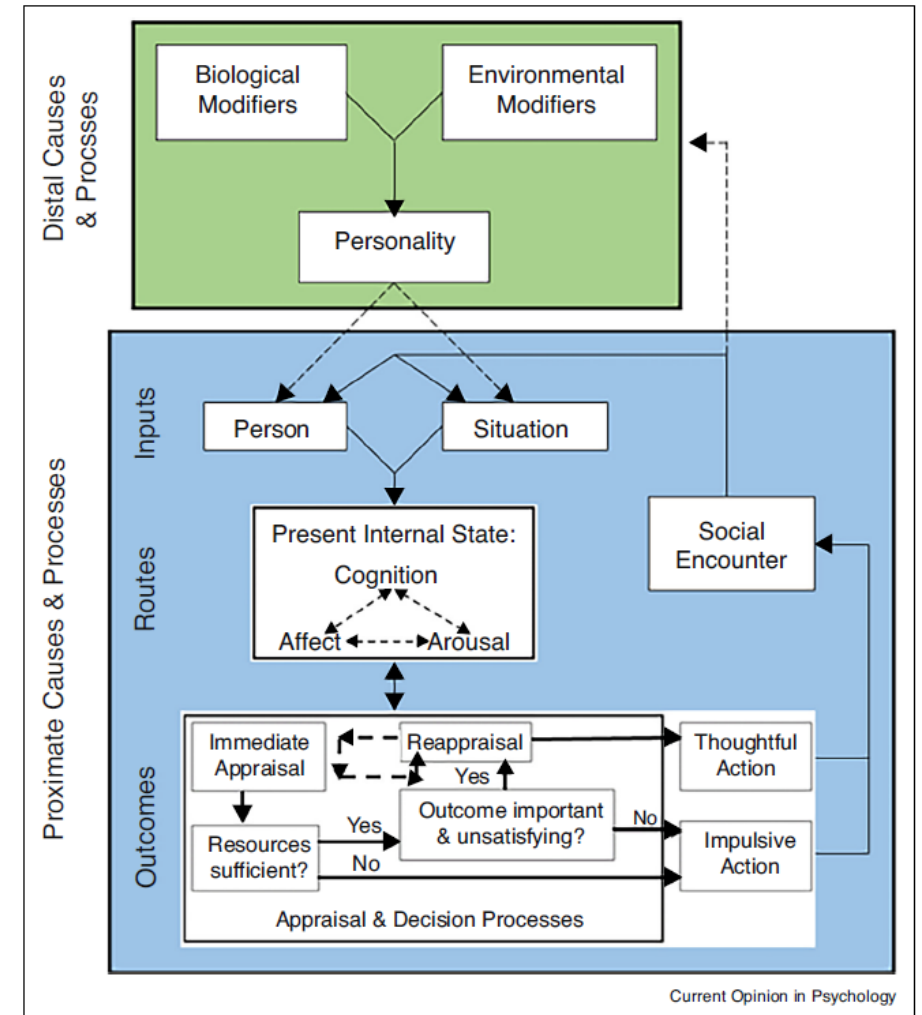 Distal Causes
& Procsses
Biological
Modifiers
Environmental
Modifiers
Personality
Proximate Causes & Processes
Inputs
Person
Situation
Routes
Present Internal State:
Cognition
Affect
Arousal
Social
Encounter
Outcomes
Immediate
Appraisal
Reappraisal
Thoughtful
Action
Yes
Resources
sufficient?
Yes
No
Outcome important
& unsatisfying?
No
Impulsive
Action
Appraisal & Decision Processes
Current Opinion in Psychology